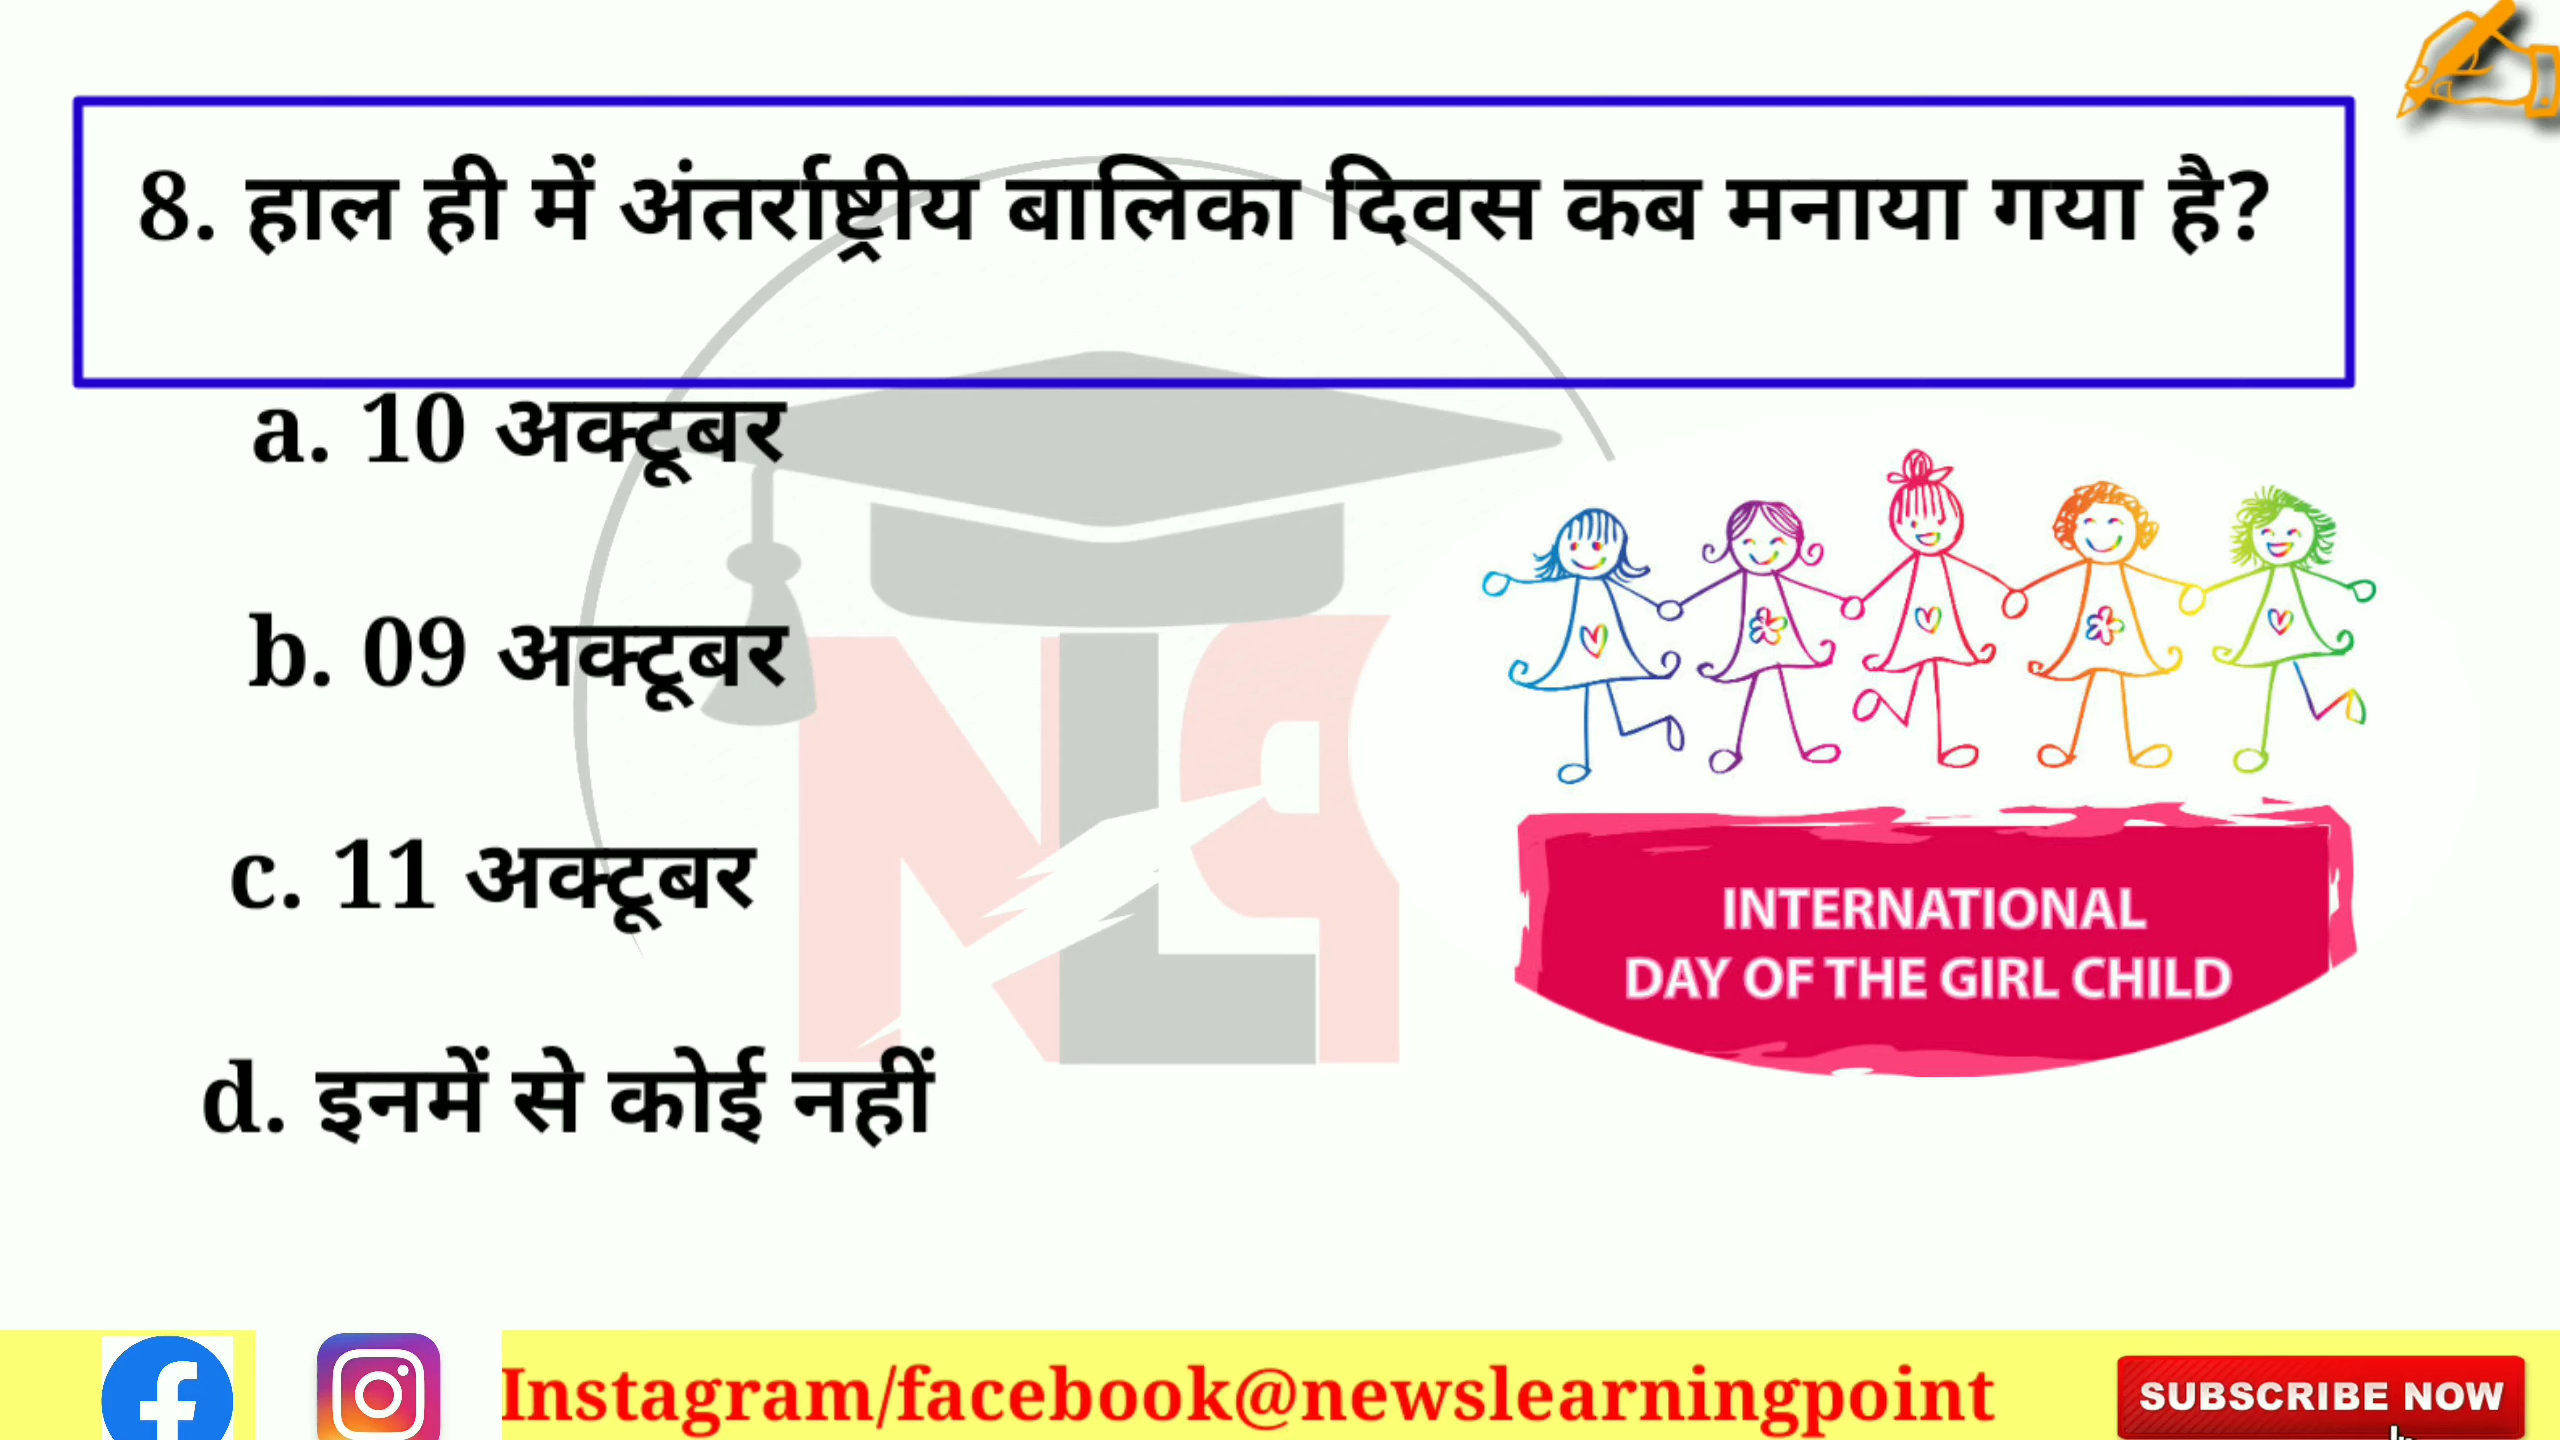 8. हाल ही में अंतर्राष्ट्रीय बालिका दिवस कब मनाया गया है?
a. 10 अक्टूबर
b. 09 अक्टूबर
c. 11 अक्टूबर
d. इनमें से कोई नहीं
NLP
INTERNATIONAL
DAY OF THE GIRL CHILD
Instagram/facebook@newslearningpoint
SUBSCRIBE NOW